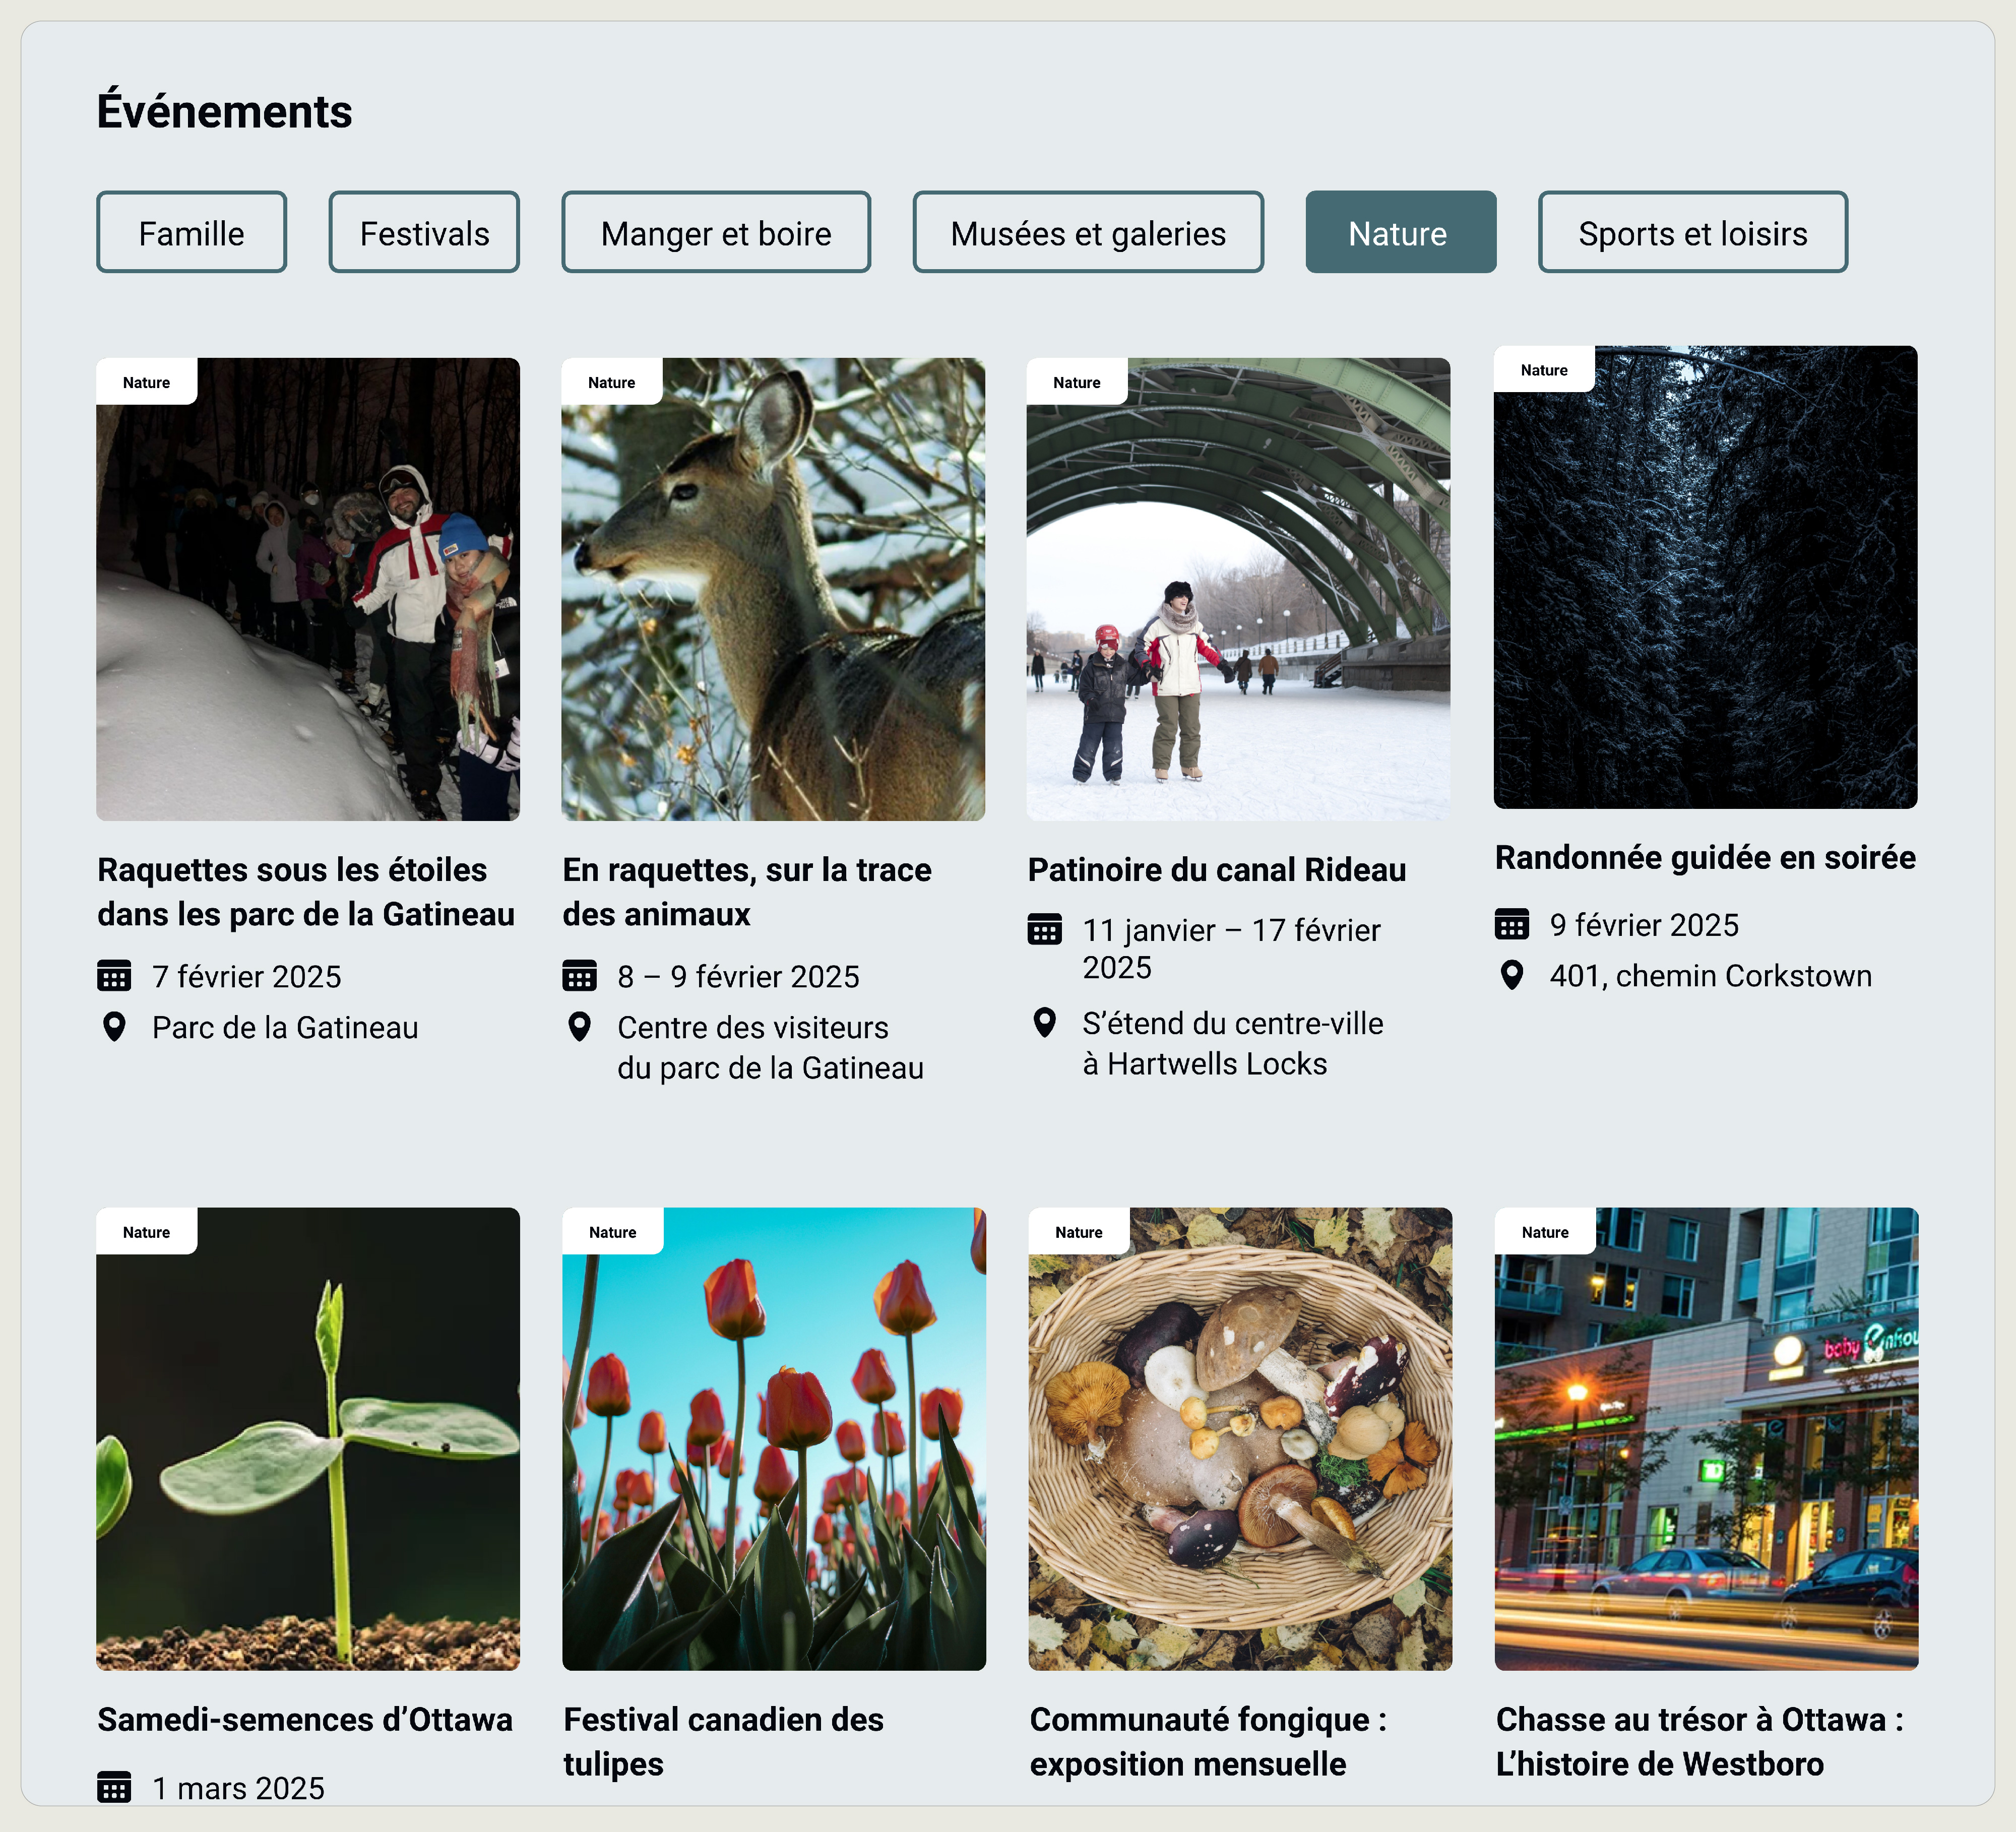 Événements
Famille
Festivals
Manger et boire
Musées et galeries
Nature
Sports et loisirs
Nature
Nature
Nature
Nature
Raquettes sous les étoiles
dans les parc de la Gatineau
7 février 2025
Parc de la Gatineau
En raquettes, sur la trace
des animaux
8 – 9 février 2025
Centre des visiteurs
du parc de la Gatineau
Patinoire du canal Rideau
11 janvier – 17 février
2025
S’étend du centre-ville
à Hartwells Locks
Randonnée guidée en soirée
9 février 2025
401, chemin Corkstown
Nature
Nature
Nature
Nature
baby
Samedi-semences d’Ottawa
1 mars 2025
Festival canadien des
tulipes
Communauté fongique :
exposition mensuelle
Chasse au trésor à Ottawa :
L’histoire de Westboro